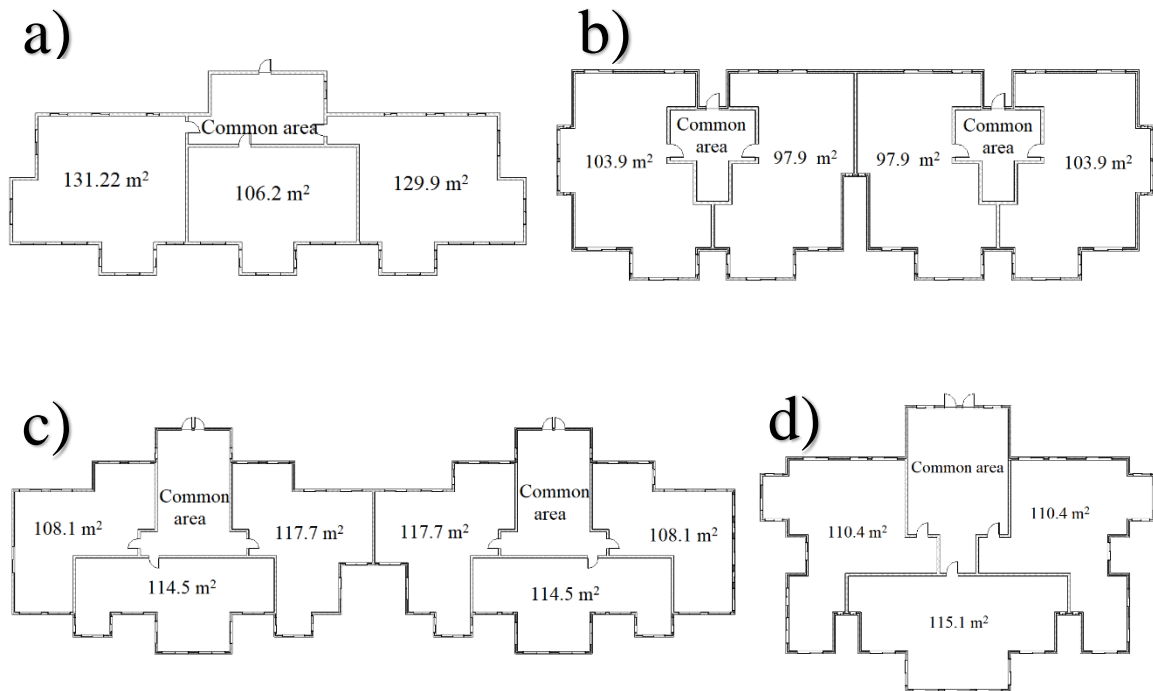 a)
Common area
131.22 m²
106.2 m²
129.9 m²
b)
Common
area
Common
area
103.9 m²
97.9 m²
97.9 m²
103.9 m²
c)
Common
area
Common
area
108.1 m²
117.7 m²
117.7 m²
108.1 m²
114.5 m²
114.5 m²
d)
Common area
110.4 m²
110.4 m²
115.1 m²